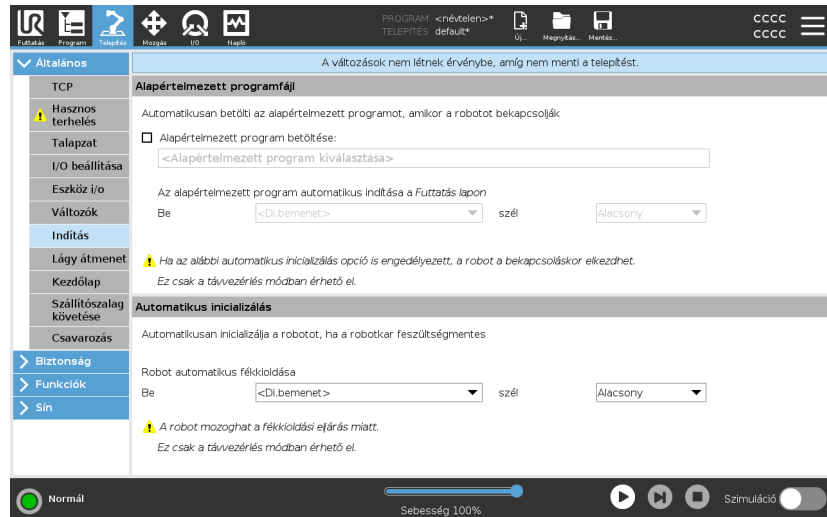 PROGRAM <névtelen>*
TELEPÍTÉS default*
Futtatás Program Telepítés Mozgás I/O Napló
Új... Megnyitás... Mentés...
CCCC
CCCC
Általános
A változások nem létnek érvénybe, amíg nem menti a telepítést.
TCP
Hasznos
terhelés
Talapzat
I/O beállítása
Eszköz i/o
Változók
Indítás
Lágy átmenet
Kezdőlap
Szállítószalag
követése
Csavarozás
Biztonság
Funkciók
Sín
Alapértelmezett programfájl
Automatikusan betölti az alapértelmezett programot, amikor a robotot bekapcsolják
Alapértelmezett program betöltése:
<Alapértelmezett program kiválasztása>
Az alapértelmezett program automatikus indítása a Futtatás lapon
Be <Di.bemenet> szél Alacsony
Ha az alábbi automatikus inicializálás opció is engedélyezett, a robot a bekapcsoláskor elkezdhet.
Ez csak a távvezérlés módban érhető el.
Automatikus inicializálás
Automatikusan inicializálja a robotot, ha a robotkar feszültségmentes
Robot automatikus fékkioldása
Be <Di.bemenet> szél Alacsony
A robot mozoghat a fékkioldási eljárás miatt.
Ez csak a távvezérlés módban érhető el.
Normál
Sebesség 100%
Szimuláció